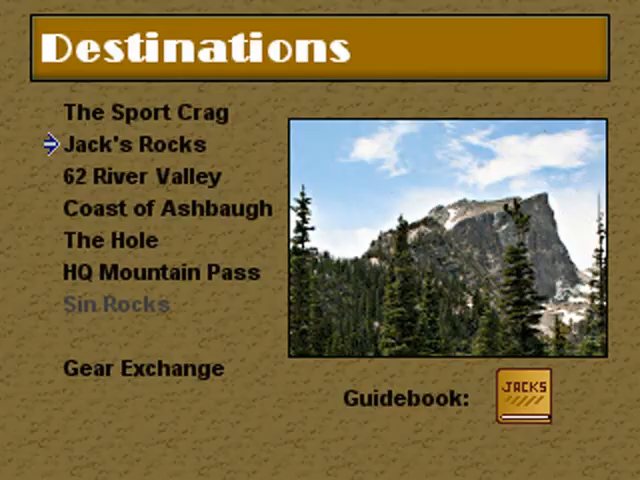 Destinations
The Sport Crag
Jack's Rocks
62 River Valley
Coast of Ashbaugh
The Hole
HQ Mountain Pass
Sin Rocks
Gear Exchange
Guidebook:
JACKS